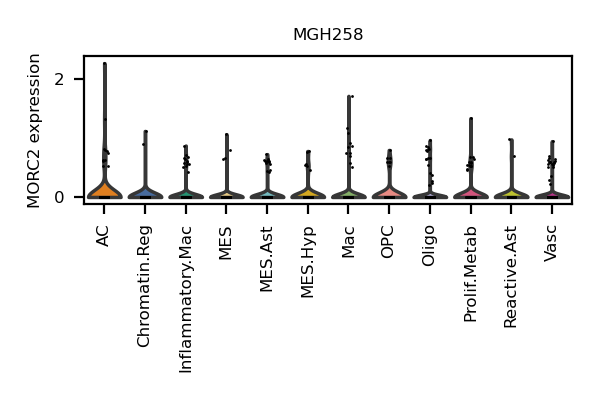 MGH258
MORC2 expression
2
0
AC
Chromatin.Reg
Inflammatory.Mac
MES
MES.Ast
MES.Hyp
Mac
OPC
Oligo
Prolif.Metab
Reactive.Ast
Vasc